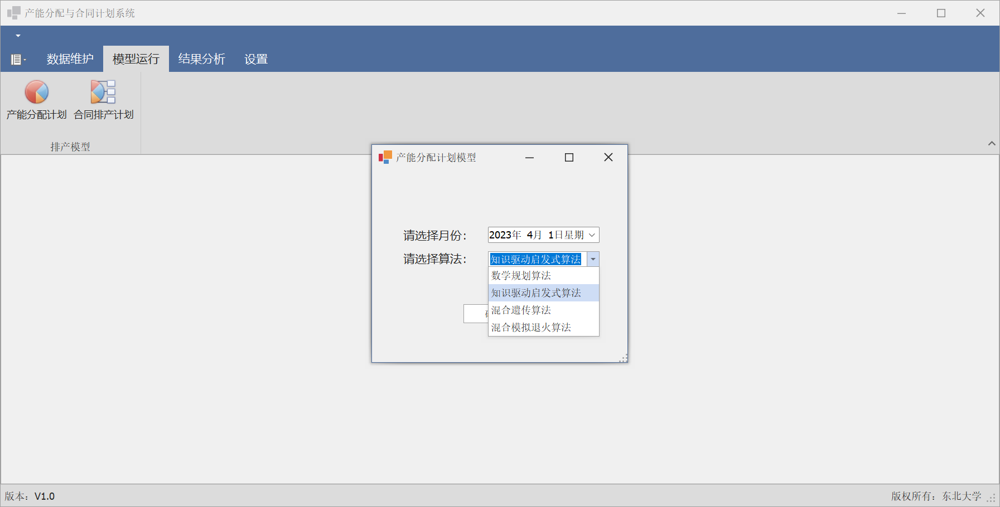 产能分配与合同计划系统
数据维护 模型运行 结果分析 设置
产能分配计划 合同排产计划
排产模型
产能分配计划模型
请选择月份： 2023年 4月 1日星期
请选择算法： 知识驱动启发式算法
数学规划算法
知识驱动启发式算法
混合遗传算法
混合模拟退火算法
版本：V1.0 版权所有：东北大学